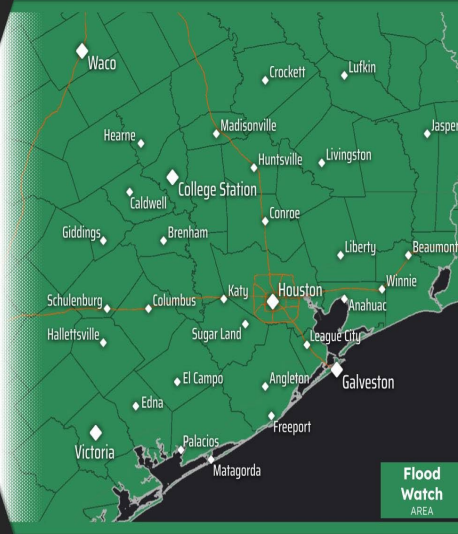 Waco
Crockett
Lufkin
Madisonville
Jasper
Hearne
Huntsville
Livingston
College Station
Caldwell
Conroe
Giddings
Brenham
Liberty
Beaumont
Houston
Winnie
Katy
Schulenburg
Columbus
Anahuac
Sugar Land
Hallettsville
League City
El Campo
Angleton
Galveston
Edna
Freeport
Victoria
Palacios
Matagorda
Flood
Watch
AREA